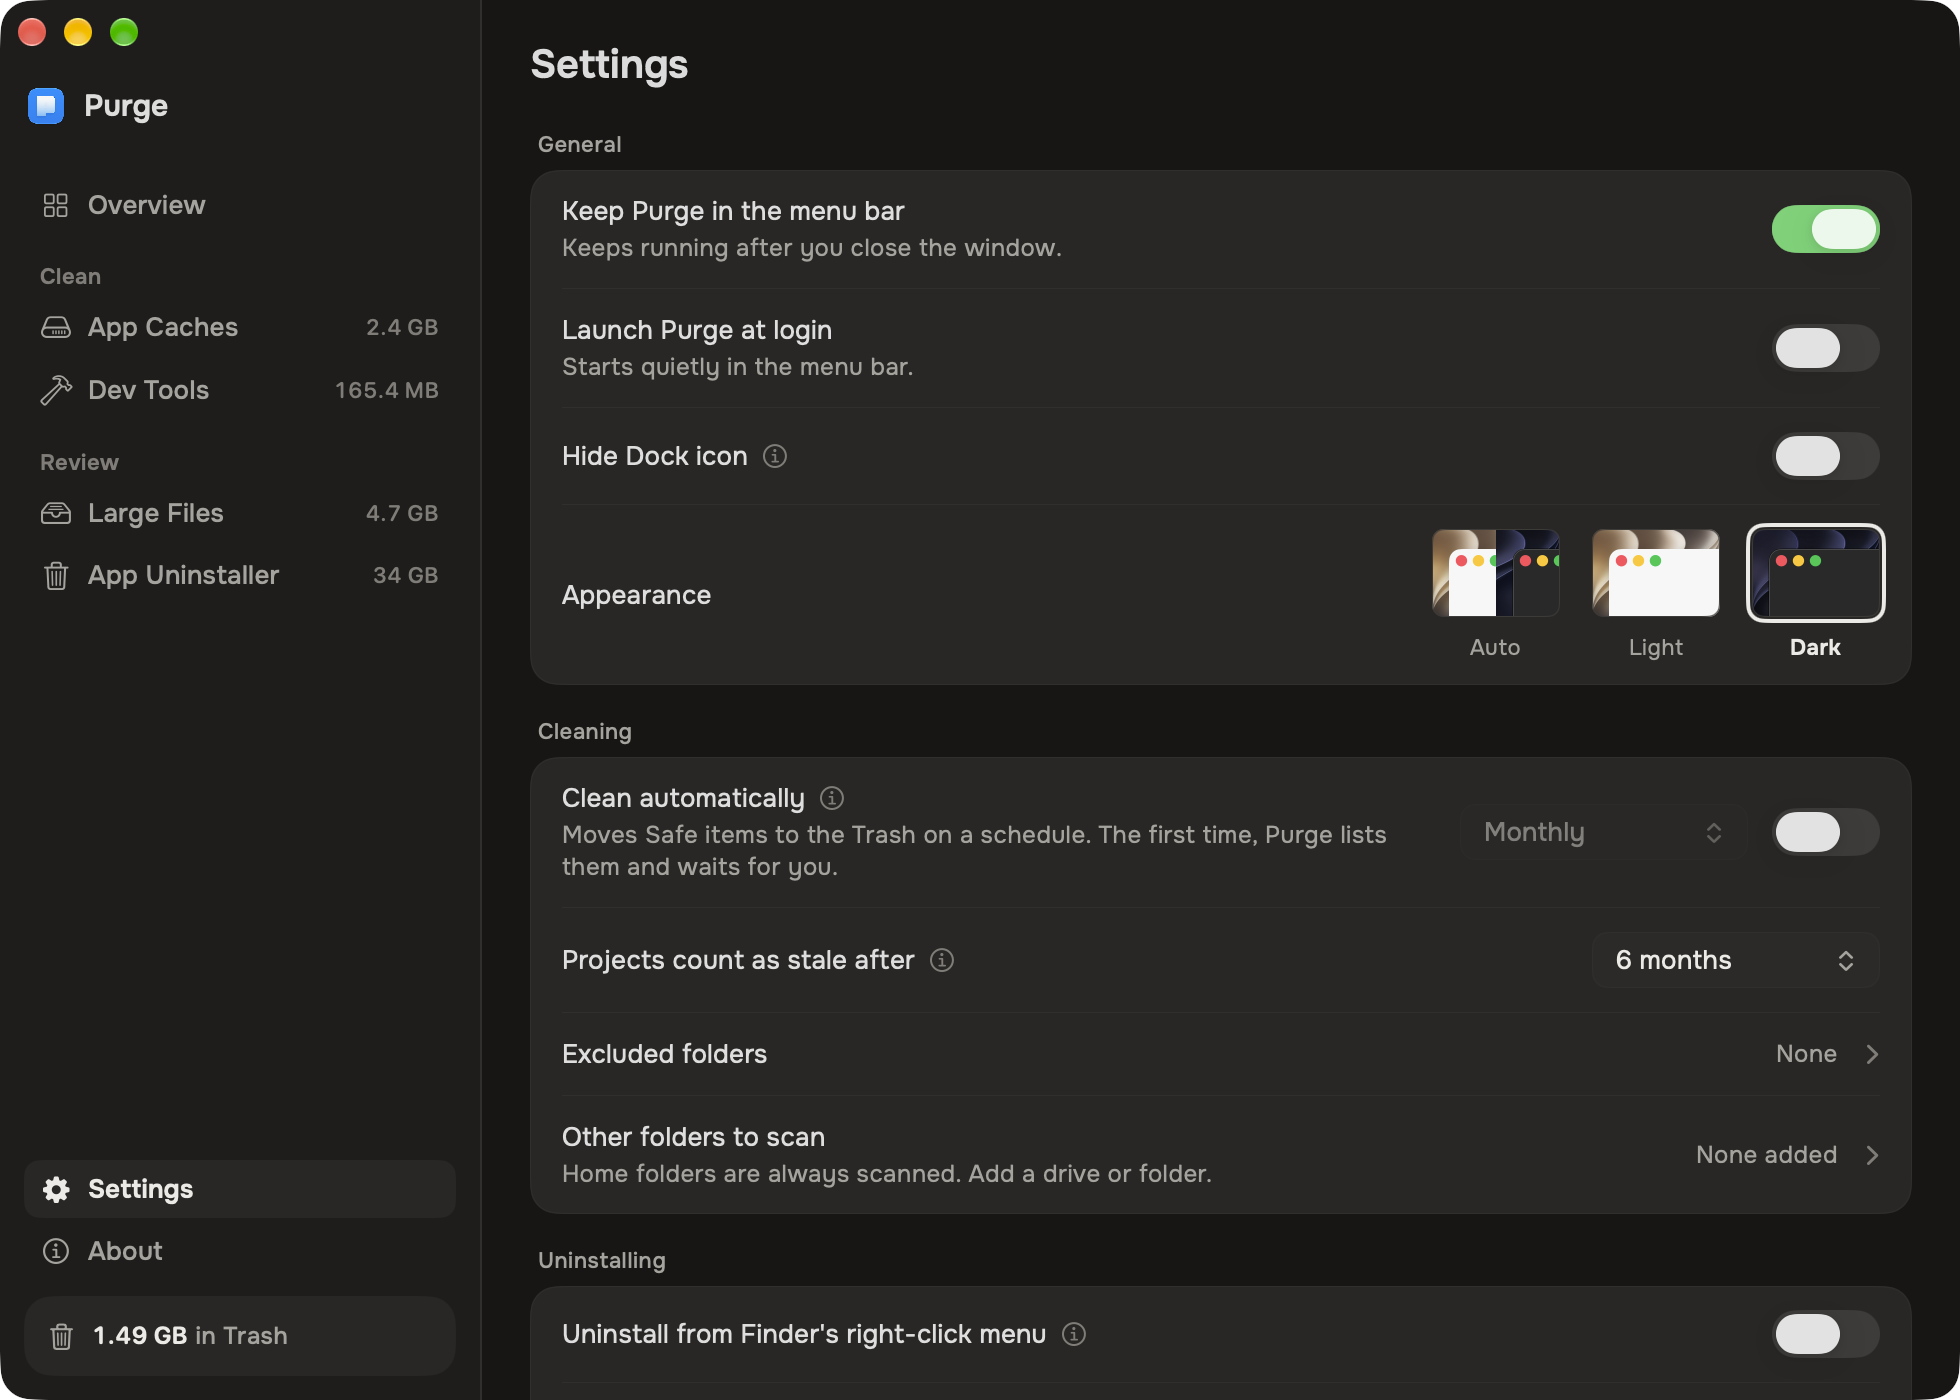 Purge
Overview
Clean
App Caches 2.4 GB
Dev Tools 165.4 MB
Review
Large Files 4.7 GB
App Uninstaller 34 GB
Settings
About
1.49 GB in Trash
Settings
General
Keep Purge in the menu bar
Keeps running after you close the window.
Launch Purge at login
Starts quietly in the menu bar.
Hide Dock icon
Appearance
Auto
Light
Dark
Cleaning
Clean automatically
Moves Safe items to the Trash on a schedule. The first time, Purge lists
them and waits for you.
Monthly
Projects count as stale after
6 months
Excluded folders
None
Other folders to scan
Home folders are always scanned. Add a drive or folder.
None added
Uninstalling
Uninstall from Finder's right-click menu